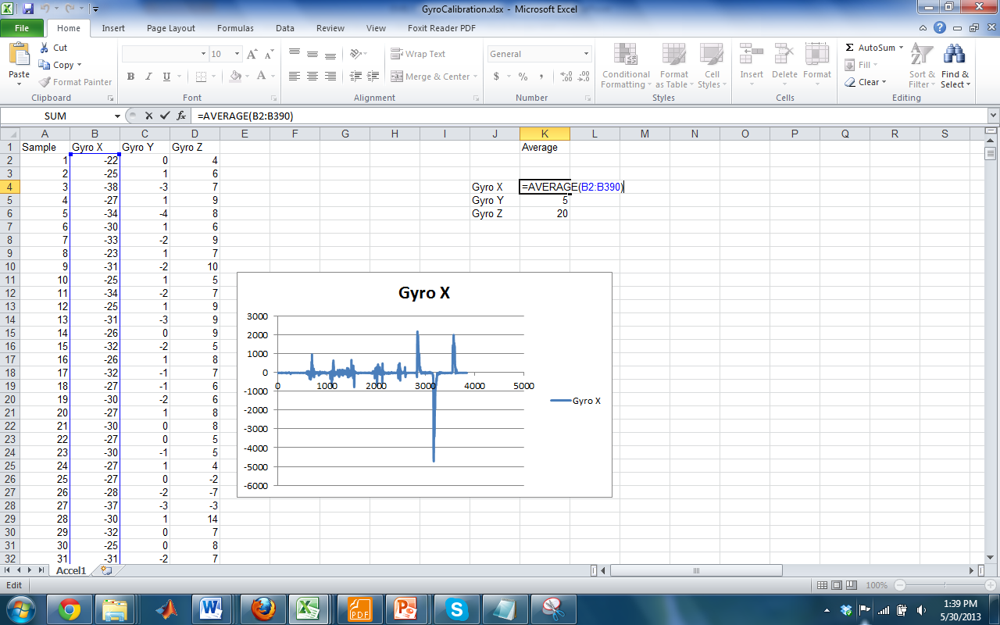 GyroCalibration.xlsx - Microsoft Excel
File Home Insert Page Layout Formulas Data Review View Foxit Reader PDF
Paste Cut Copy Format Painter
Clipboard
10 A A B I U A
Font
Wrap Text Merge & Center
Alignment
General $ % , .00 .0
Number
Conditional Formatting Format as Table Cell Styles
Styles
Insert Delete Format
Cells
Σ AutoSum Fill Clear Sort & Filter Find & Select
Editing
SUM fx =AVERAGE(B2:B390)
A B C D E F G H I J K L M N O P Q R S
1 Sample Gyro X Gyro Y Gyro Z Average
2 1 -22 0 4
3 2 -25 1 6
4 3 -38 -3 7 Gyro X =AVERAGE(B2:B390)
5 4 -27 1 9 Gyro Y 5
6 5 -34 -4 8 Gyro Z 20
7 6 -30 1 6
8 7 -33 -2 9
9 8 -23 1 7
10 9 -31 -2 10
11 10 -25 1 5
12 11 -34 -2 7
13 12 -25 1 9
14 13 -31 -3 9
15 14 -26 0 9
16 15 -32 -2 5
17 16 -26 1 8
18 17 -32 -1 7
19 18 -27 -1 6
20 19 -30 -2 6
21 20 -27 1 8
22 21 -30 0 8
23 22 -27 0 5
24 23 -30 -1 5
25 24 -27 1 4
26 25 -27 0 -2
27 26 -28 -2 -7
28 27 -37 -3 -3
29 28 -30 1 14
30 29 -32 0 7
31 30 -25 0 8
32 31 -31 -2 7
Gyro X
3000
2000
1000
0
-1000
-2000
-3000
-4000
-5000
-6000
0 1000 2000 3000 4000 5000
Gyro X
Accel1
Edit 100%
PDF
1:39 PM
5/30/2013